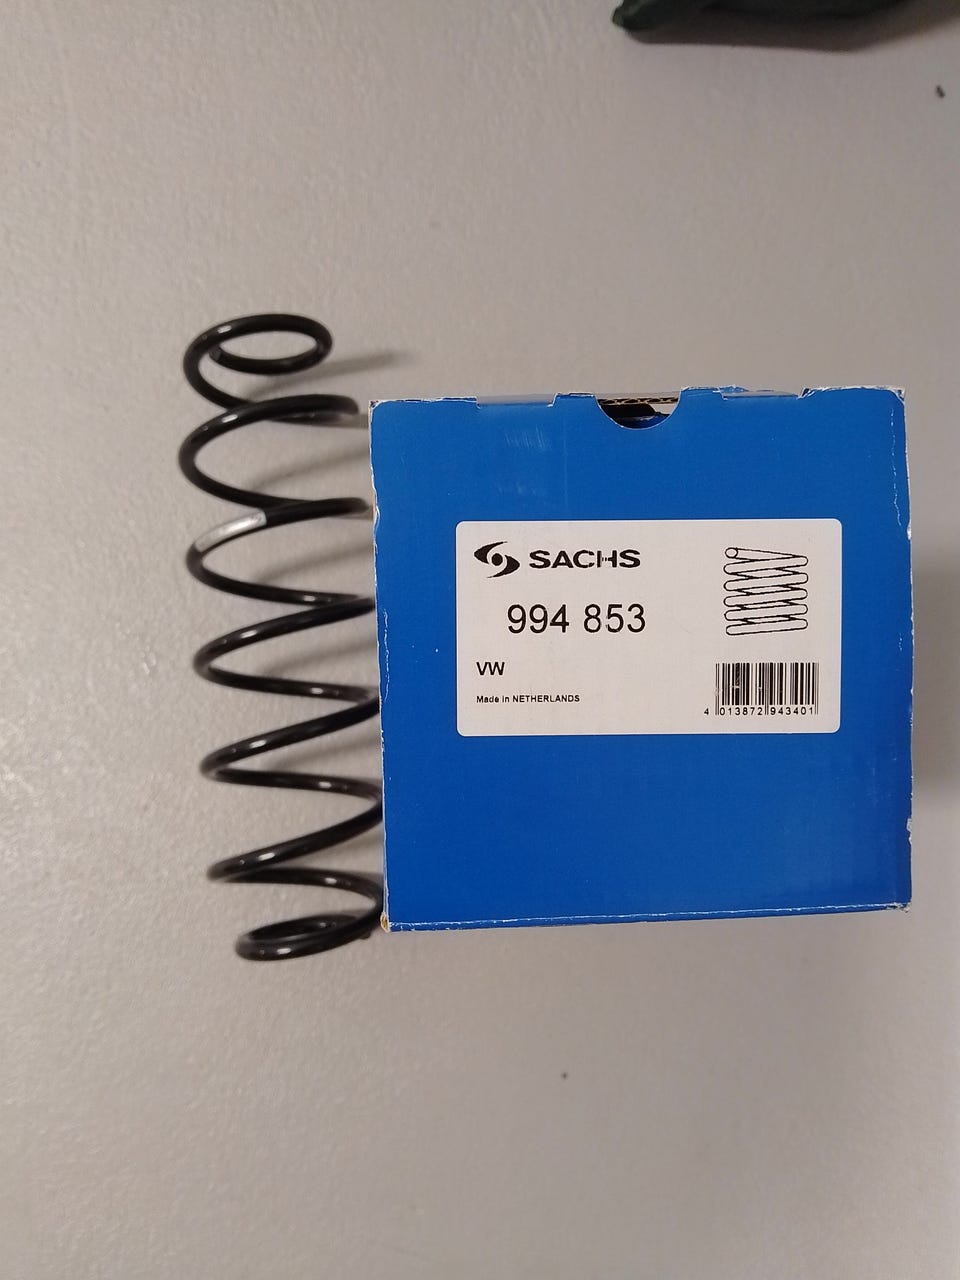 SACHS
994 853
VW
Made in NETHERLANDS
4 013872 943401